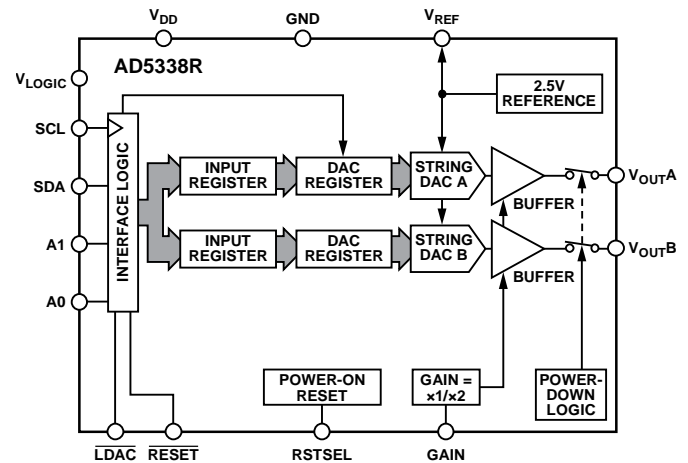 VDD
GND
VREF
AD5338R
VLOGIC
2.5V
REFERENCE
SCL
SDA
A1
A0
INTERFACE LOGIC
INPUT
REGISTER
DAC
REGISTER
STRING
DAC A
BUFFER
VOUTA
INPUT
REGISTER
DAC
REGISTER
STRING
DAC B
BUFFER
VOUTB
POWER-ON
RESET
GAIN =
×1/×2
POWER-
DOWN
LOGIC
LDAC
RESET
RSTSEL
GAIN